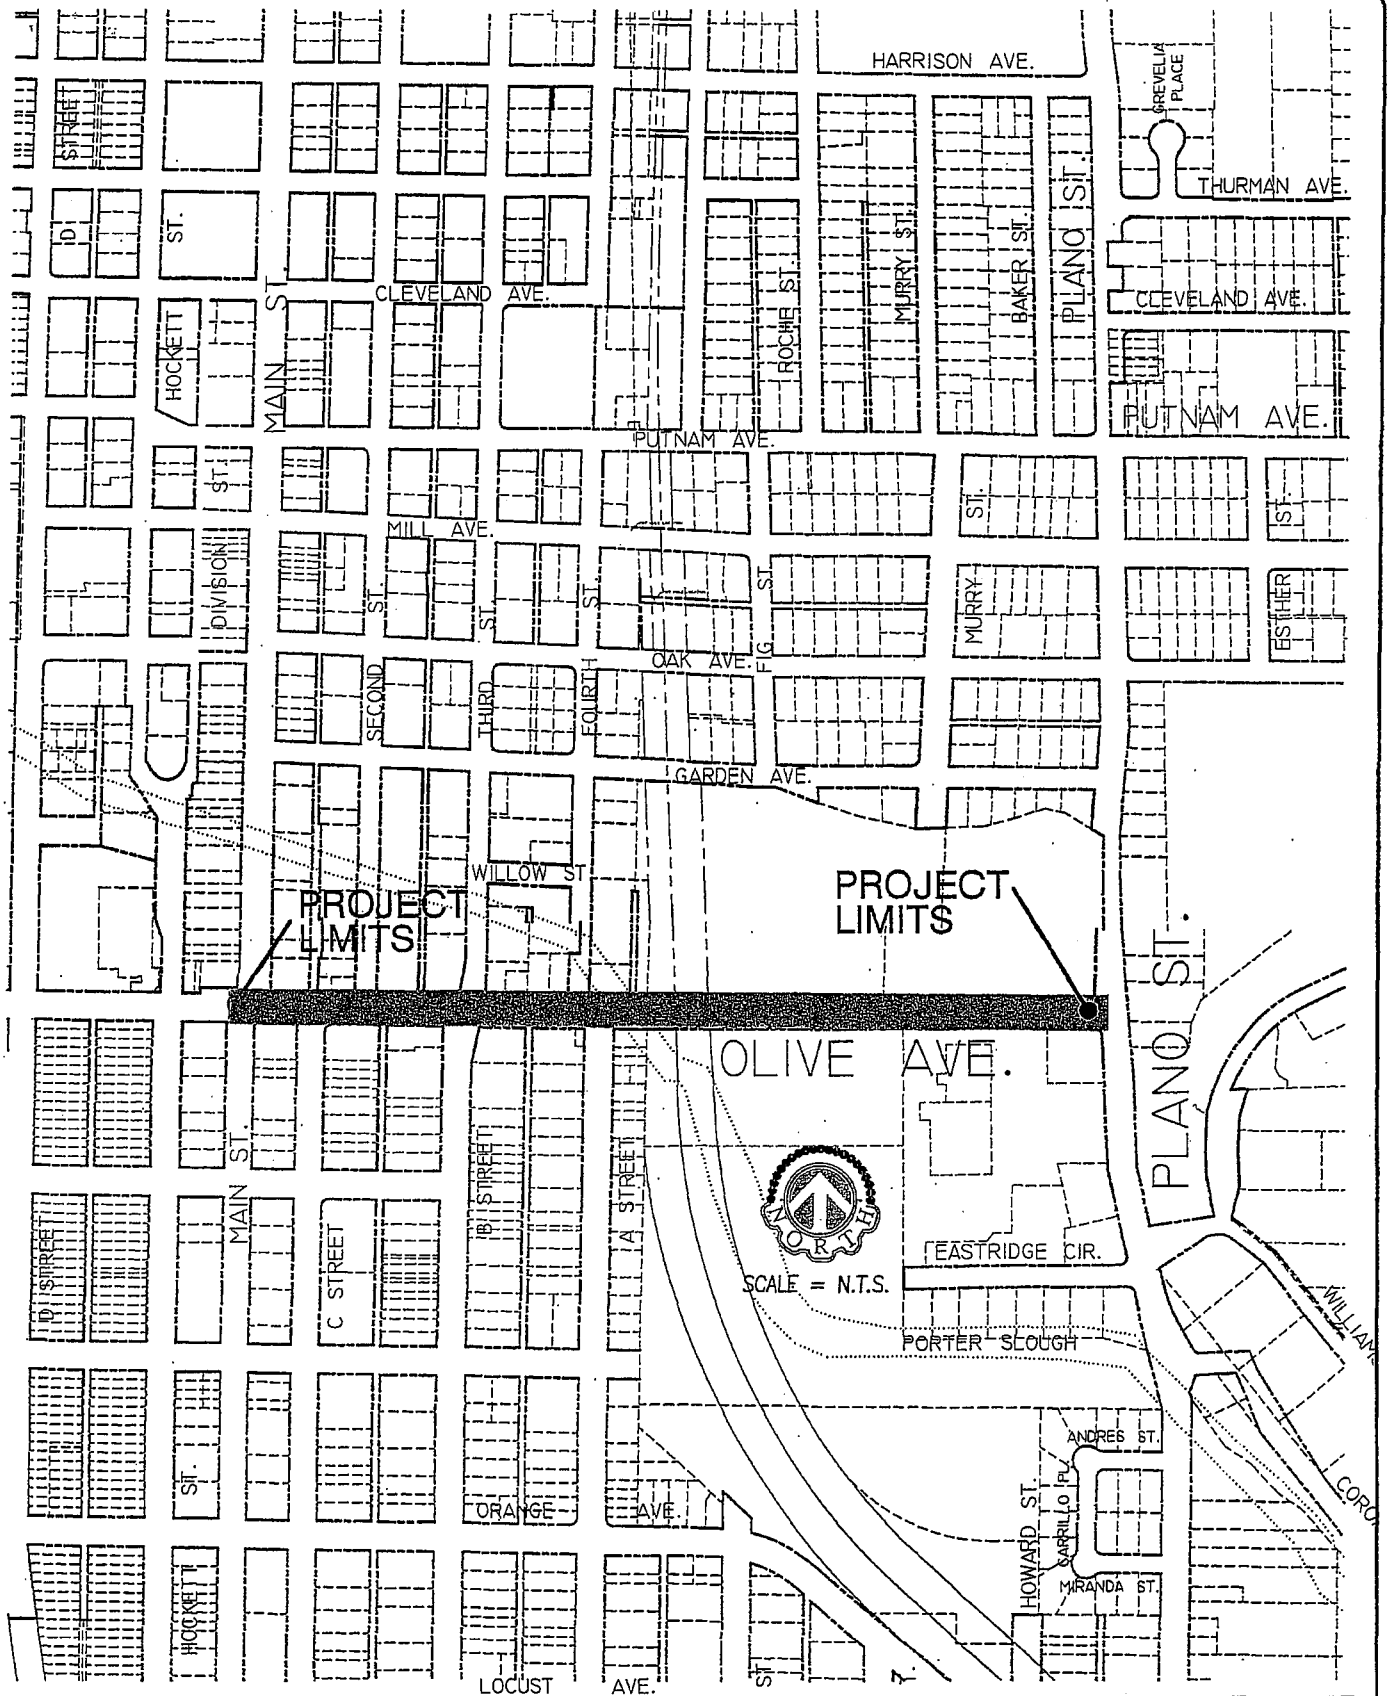 HARRISON AVE.
GREVELIA
PLACE
STREET
THURMAN AVE.
D
ST.
MAIN ST.
CLEVELAND AVE.
ROCHE ST.
MURRY ST.
BAKER ST.
PLANO ST.
CLEVELAND AVE.
HOCKETT
PUTNAM AVE.
PUTNAM AVE.
ST.
ST.
ST.
MILL AVE.
DIVISION
ST.
ST.
ST.
ST
MURRY
ESTHER
OAK AVE.
FIG
SECOND
THIRD
FOURTH
GARDEN AVE.
WILLOW ST
PROJECT
LIMITS
PROJECT
LIMITS
PLANO ST.
OLIVE AVE.
MAIN ST.
B STREET
A STREET
NORTH
D STREET
C STREET
EASTRIDGE CIR.
SCALE = N.T.S.
PORTER SLOUGH
WILLIAMS
ANDRES ST.
ST.
ORANGE AVE.
HOWARD ST.
CARRILLO PL
CORO
MIRANDA ST.
HOCKETT
LOCUST AVE.
ST